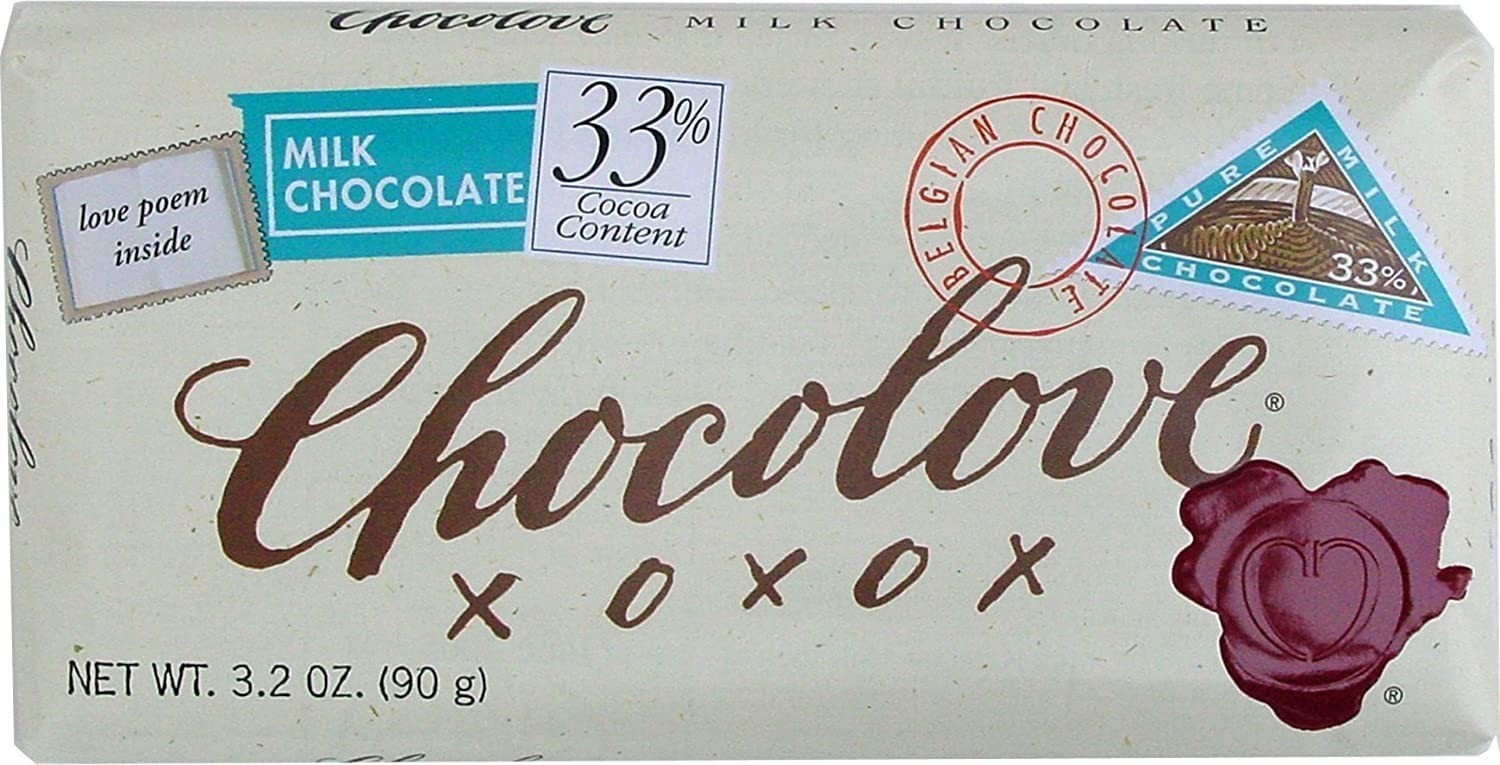 Chocolove MILK CHOCOLATE
love poem
inside
MILK
CHOCOLATE
33%
Cocoa
Content
BELGIAN CHOCOLATE
PURE MILK
CHOCOLATE
33%
Chocolove®
XOXOX
NET WT. 3.2 OZ. (90 g)
®
Chocolove